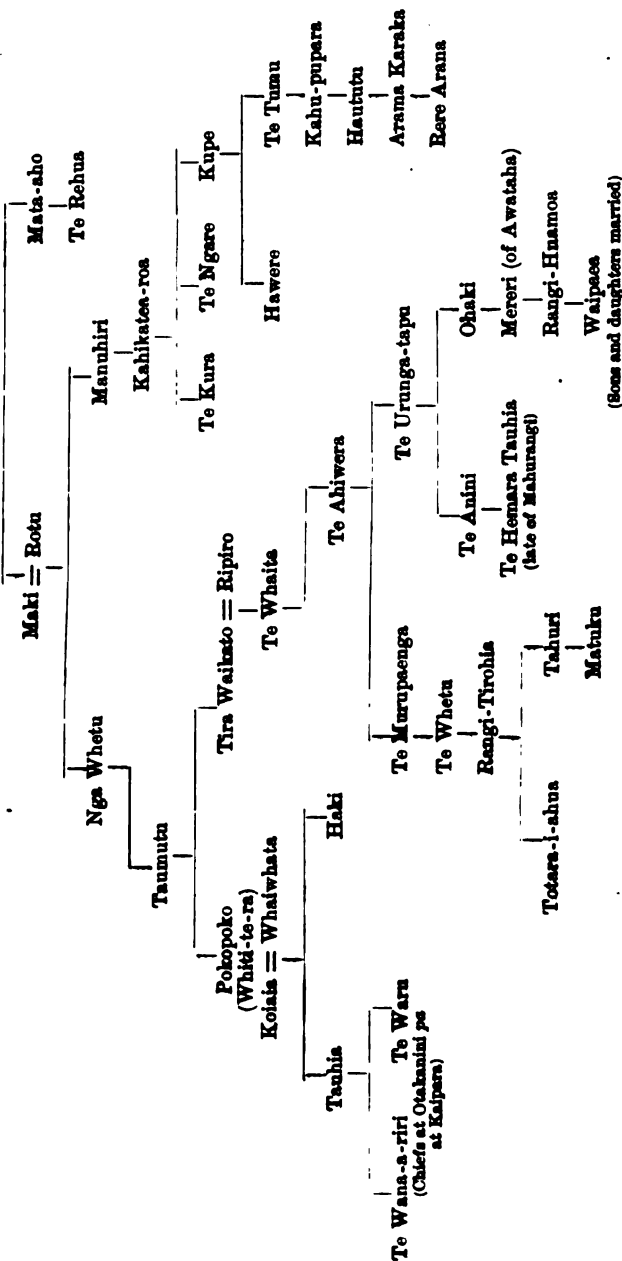 Maki = Rotu
Mata-aho
Te Rehua
Nga Whetu
Manuhiri
Kahikatea-roa
Taumutu
Te Kura
Te Ngare
Kupe
Pokopoko
(Whiti-te-ra)
Koiaia = Whaiwhata
Tira Waikato = Ripiro
Te Whaita
Hawere
Te Tumu
Kahu-pupara
Haututu
Arama Karaka
Rere Arana
Tauhia
Haki
Te Ahiwera
Te Wana-a-riri
Te Waru
(Chiefs at Otakanini pa
at Kaipara)
Te Murupaenga
Te Whetu
Rangi-Tirohia
Totara-i-ahua
Tahuri
Matuku
Te Urunga-tapu
Te Anini
Te Hemara Tauhia
(late of Mahurangi)
Ohaki
Mereri (of Awataha)
Rangi-Hnamoa
Waipaea
(Sons and daughters married)